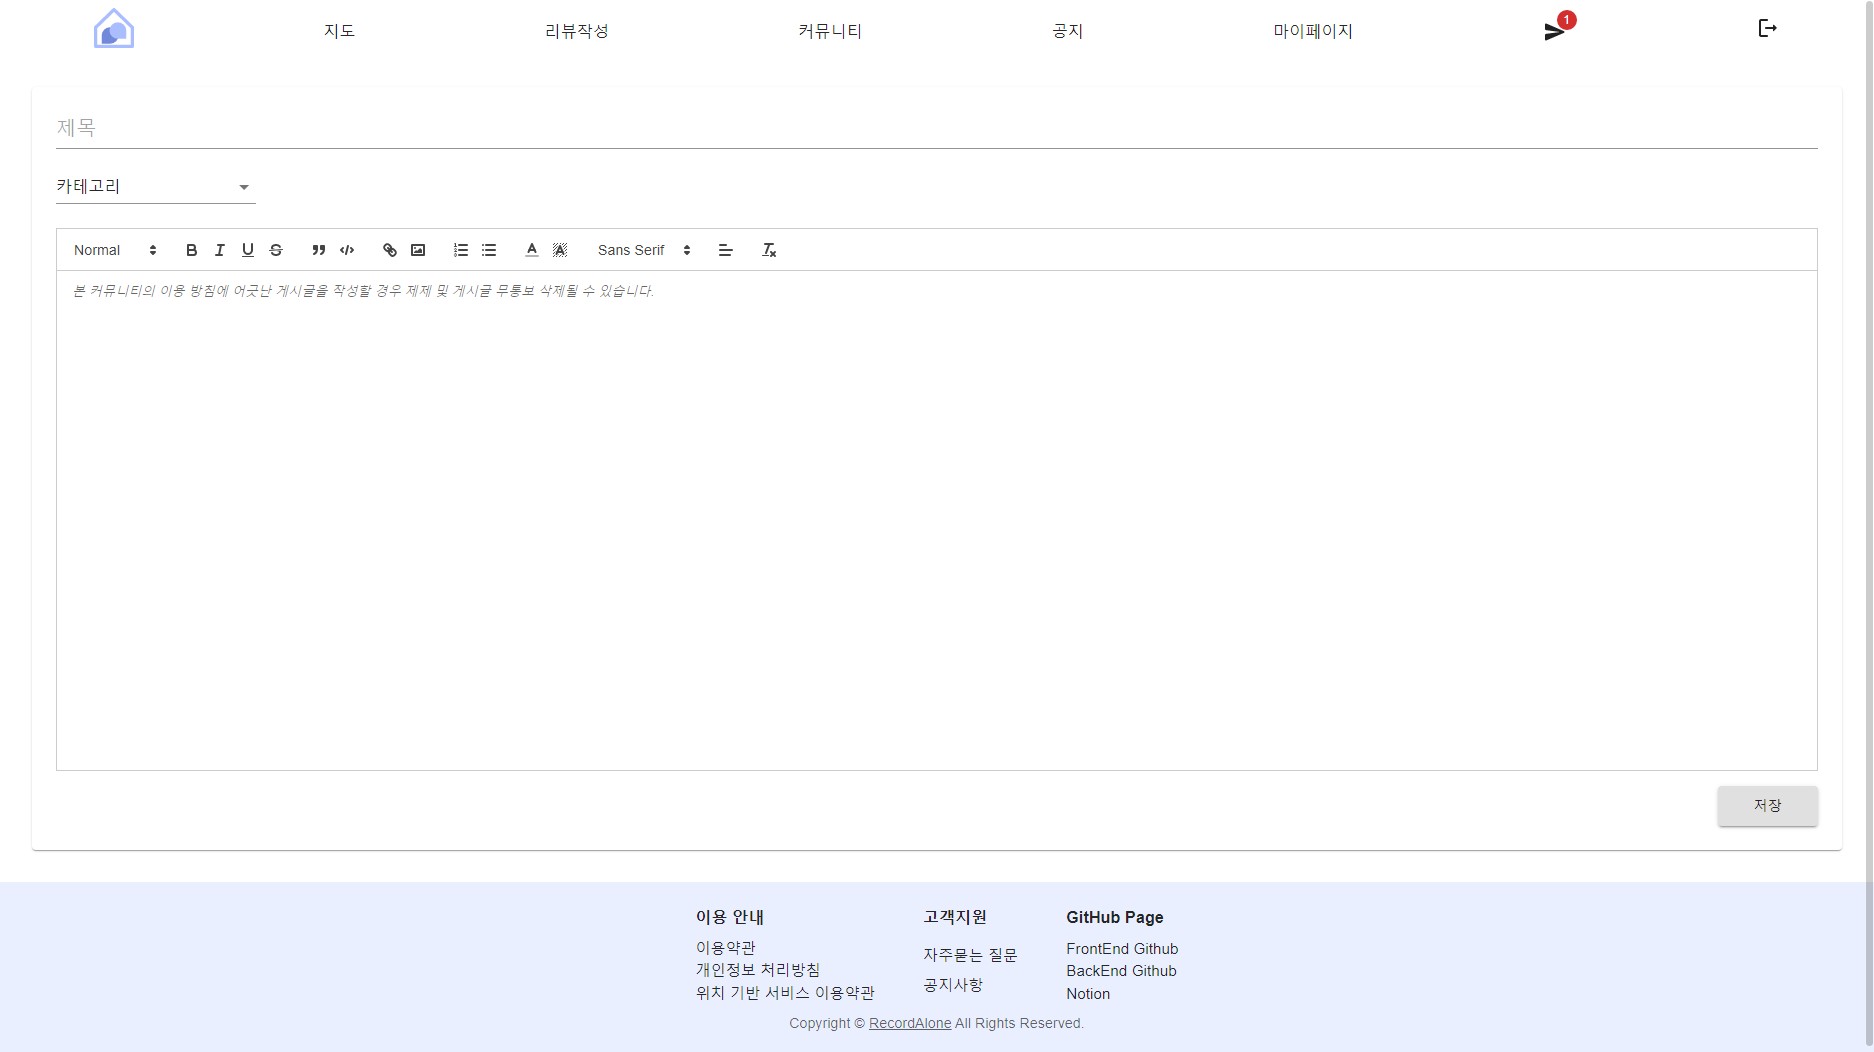 지도
리뷰작성
커뮤니티
공지
마이페이지
1
제목
카테고리
Normal
Sans Serif
본 커뮤니티의 이용 방침에 어긋난 게시글을 작성할 경우 제제 및 게시글 무통보 삭제될 수 있습니다.
저장
이용 안내
이용약관
개인정보 처리방침
위치 기반 서비스 이용약관
고객지원
자주묻는 질문
공지사항
GitHub Page
FrontEnd Github
BackEnd Github
Notion
Copyright © RecordAlone All Rights Reserved.